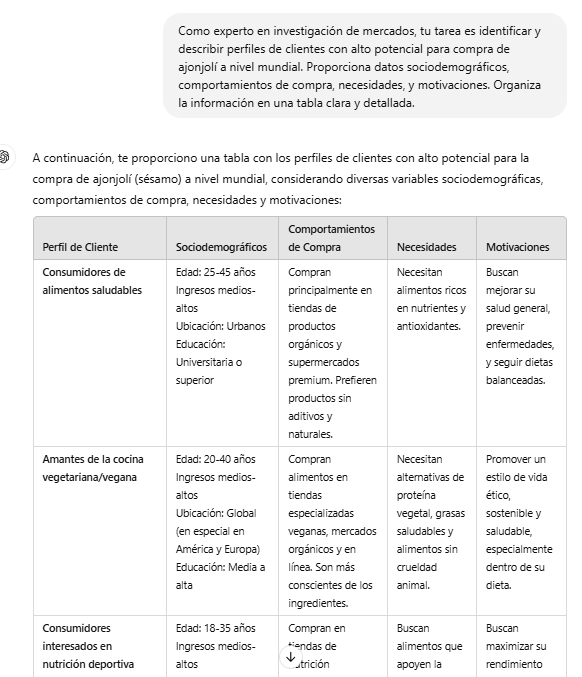 Como experto en investigación de mercados, tu tarea es identificar y
describir perfiles de clientes con alto potencial para compra de
ajonjolí a nivel mundial. Proporciona datos sociodemográficos,
comportamientos de compra, necesidades, y motivaciones. Organiza
la información en una tabla clara y detallada.
A continuación, te proporciono una tabla con los perfiles de clientes con alto potencial para la
compra de ajonjolí (sésamo) a nivel mundial, considerando diversas variables sociodemográficas,
comportamientos de compra, necesidades y motivaciones:
Perfil de Cliente
Sociodemográficos
Comportamientos
de Compra
Necesidades
Motivaciones
Consumidores de
alimentos saludables
Edad: 25-45 años
Ingresos medios-
altos
Ubicación: Urbanos
Educación:
Universitaria o
superior
Compran
principalmente en
tiendas de
productos
orgánicos y
supermercados
premium. Prefieren
productos sin
aditivos y
naturales.
Necesitan
alimentos ricos
en nutrientes y
antioxidantes.
Buscan
mejorar su
salud general,
prevenir
enfermedades,
y seguir dietas
balanceadas.
Amantes de la cocina
vegetariana/vegana
Edad: 20-40 años
Ingresos medios-
altos
Ubicación: Global
(en especial en
América y Europa)
Educación: Media a
alta
Compran
alimentos en
tiendas
especializadas
veganas, mercados
orgánicos y en
línea. Son más
conscientes de los
ingredientes.
Necesitan
alternativas de
proteína
vegetal, grasas
saludables y
alimentos sin
crueldad
animal.
Promover un
estilo de vida
ético,
sostenible y
saludable,
especialmente
dentro de su
dieta.
Consumidores
interesados en
nutrición deportiva
Edad: 18-35 años
Ingresos medios-
altos
Compran en
tiendas de
nutrición
Buscan
alimentos que
apoyen la
Buscan
maximizar su
rendimiento